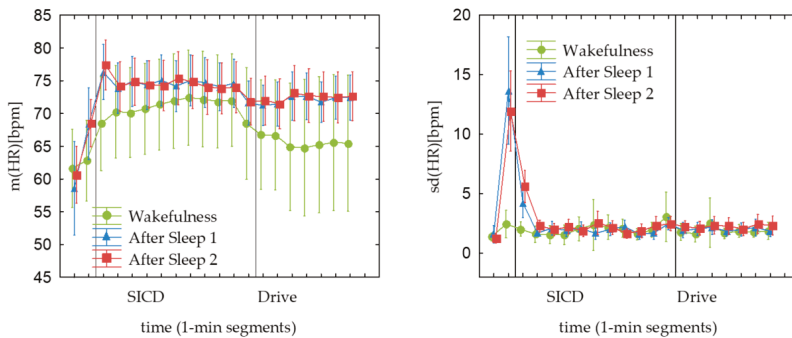 85
80
75
70
65
60
55
50
45
m(HR)[bpm]
Wakefulness
After Sleep 1
After Sleep 2
SICD Drive
time (1-min segments)
20
15
10
5
0
sd(HR)[bpm]
Wakefulness
After Sleep 1
After Sleep 2
SICD Drive
time (1-min segments)